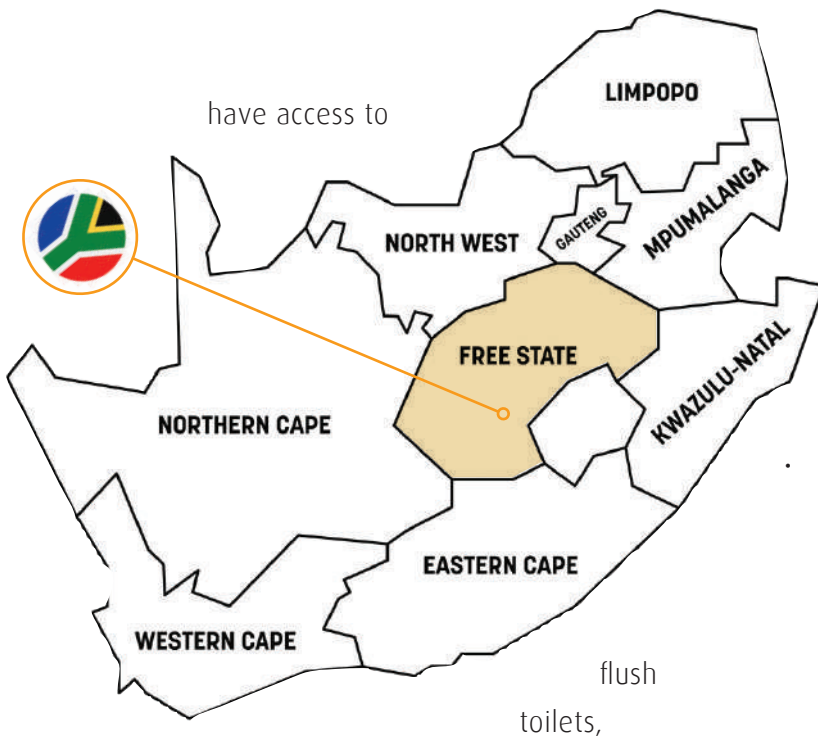 LIMPOPO
have access to
MPUMALANGA
GAUTENG
NORTH WEST
FREE STATE
KWAZULU-NATAL
NORTHERN CAPE
.
EASTERN CAPE
WESTERN CAPE
flush
toilets,